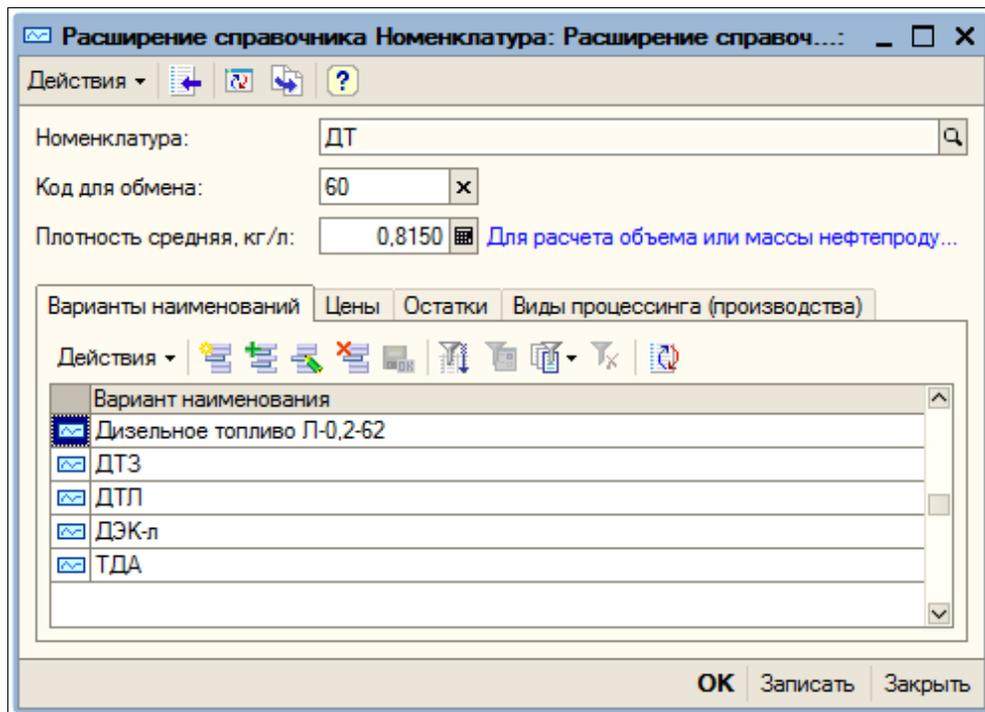 Расширение справочника Номенклатура: Расширение справоч...:
Действия
Номенклатура: ДТ
Код для обмена: 60
Плотность средняя, кг/л: 0,8150 Для расчета объема или массы нефтепроду...
Варианты наименований Цены Остатки Виды процессинга (производства)
Действия
Вариант наименования
Дизельное топливо Л-0,2-62
ДТЗ
ДТЛ
ДЭК-л
ТДА
OK Записать Закрыть